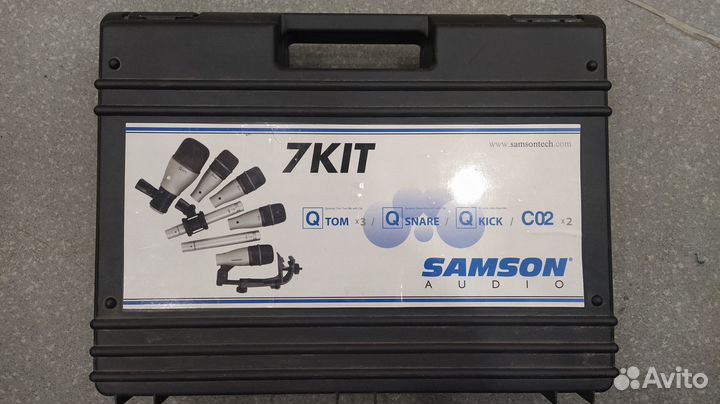 7KIT
www.samsontech.com
Q TOM x3 / Q SNARE / Q KICK / C02 x2
SAMSON®
AUDIO
Avito